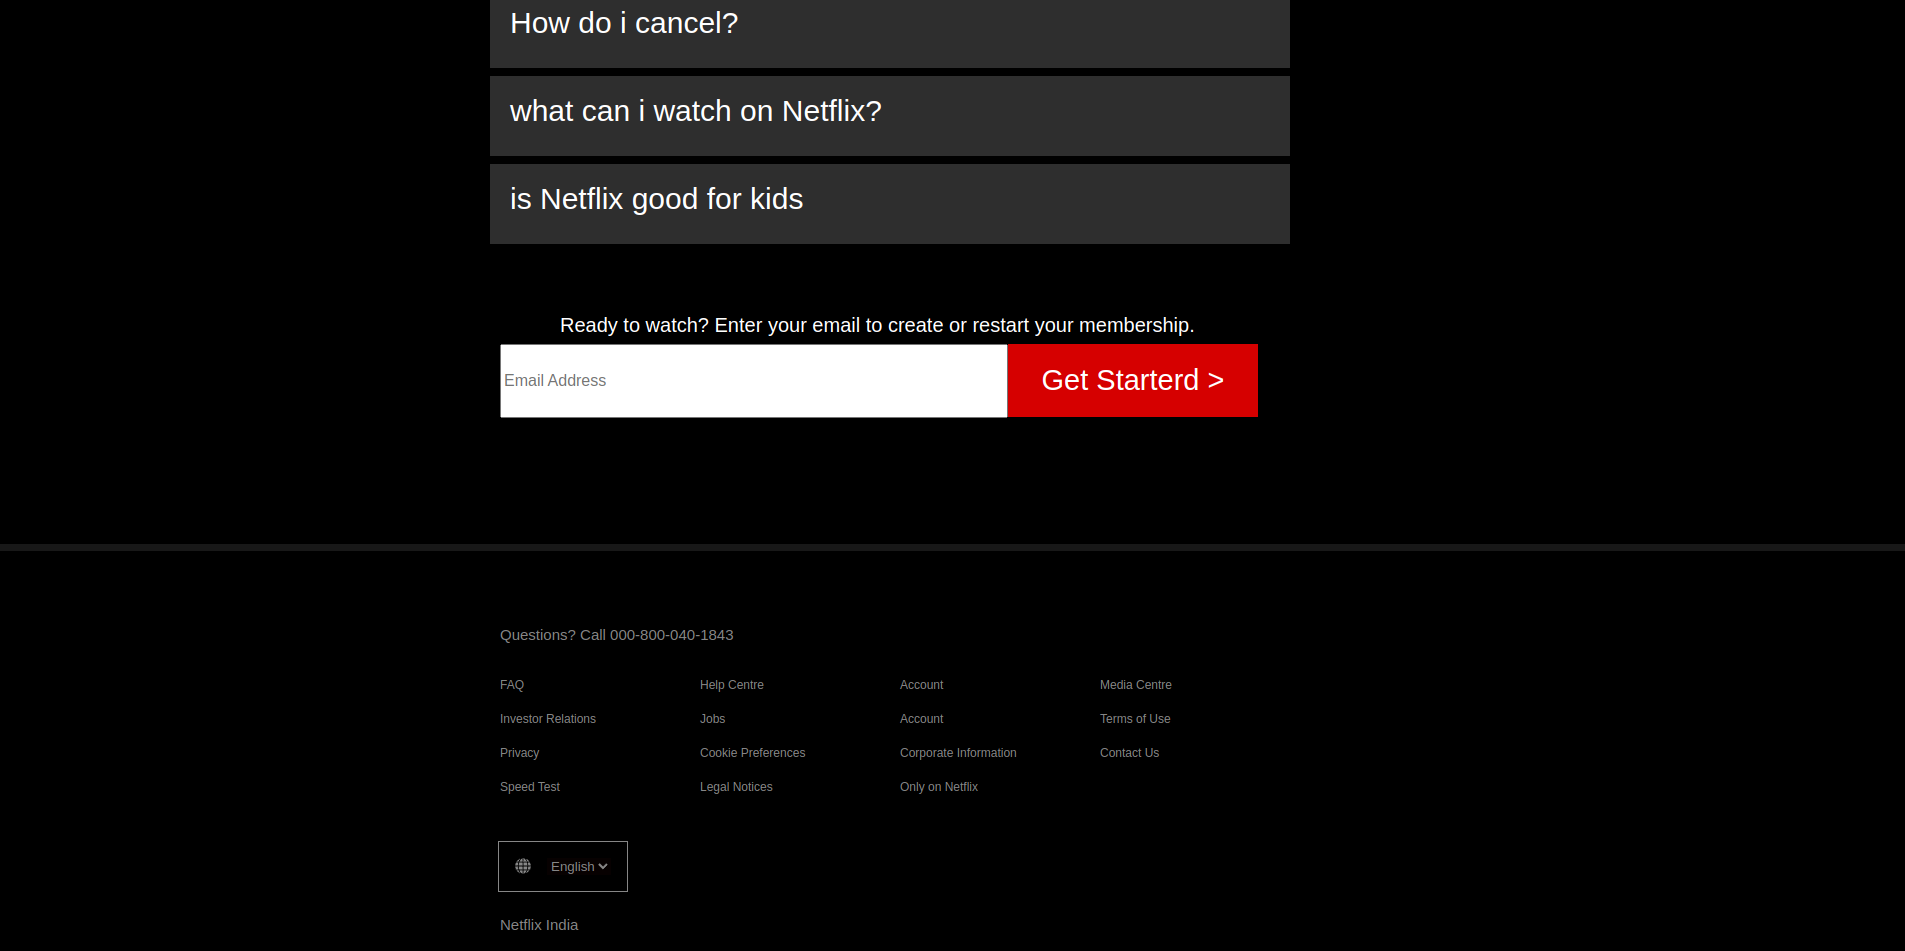 How do i cancel?
what can i watch on Netflix?
is Netflix good for kids
Ready to watch? Enter your email to create or restart your membership.
Email Address
Get Starterd >
Questions? Call 000-800-040-1843
FAQ Help Centre Account Media Centre
Investor Relations Jobs Account Terms of Use
Privacy Cookie Preferences Corporate Information Contact Us
Speed Test Legal Notices Only on Netflix
English
Netflix India